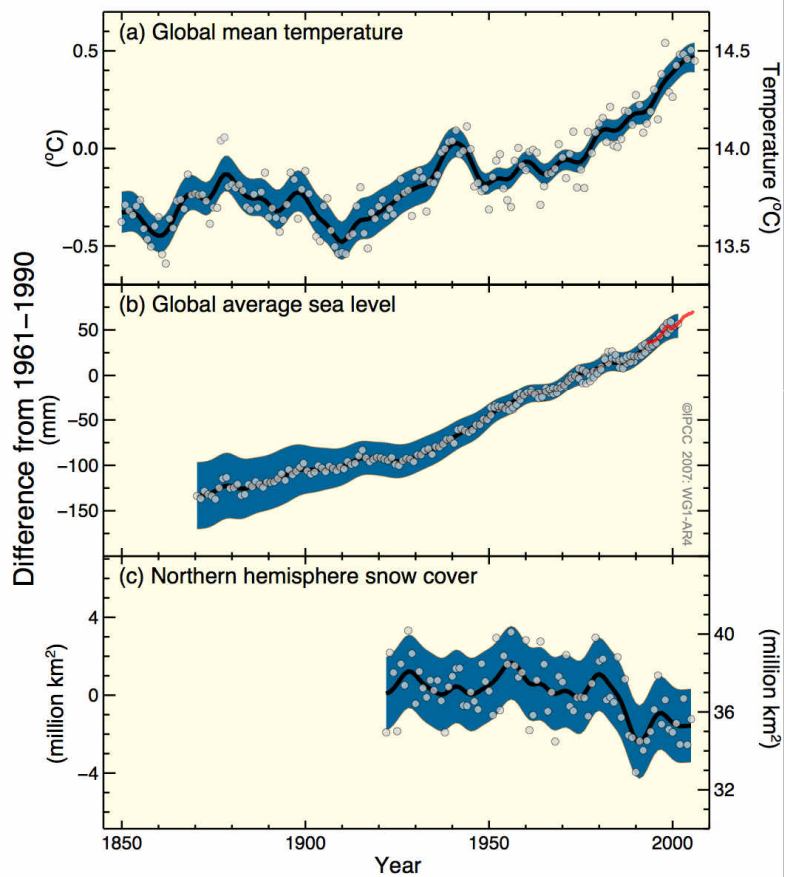 (a) Global mean temperature
0.5
0.0
−0.5
(°C)
14.5
14.0
13.5
Temperature (°C)
Difference from 1961−1990
(b) Global average sea level
50
0
−50
−100
−150
(mm)
©IPCC 2007: WG1-AR4
(c) Northern hemisphere snow cover
4
0
−4
(million km²)
40
36
32
(million km²)
1850
1900
1950
2000
Year